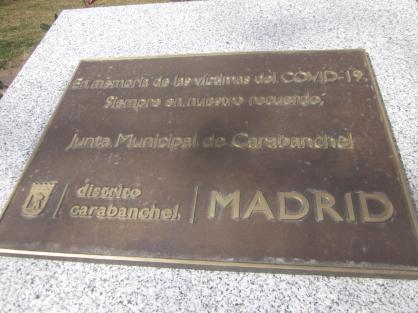 En memoria de las víctimas del COVID-19.
Siempre en nuestro recuerdo,
Junta Municipal de Carabanchel
distrito
carabanchel
MADRID